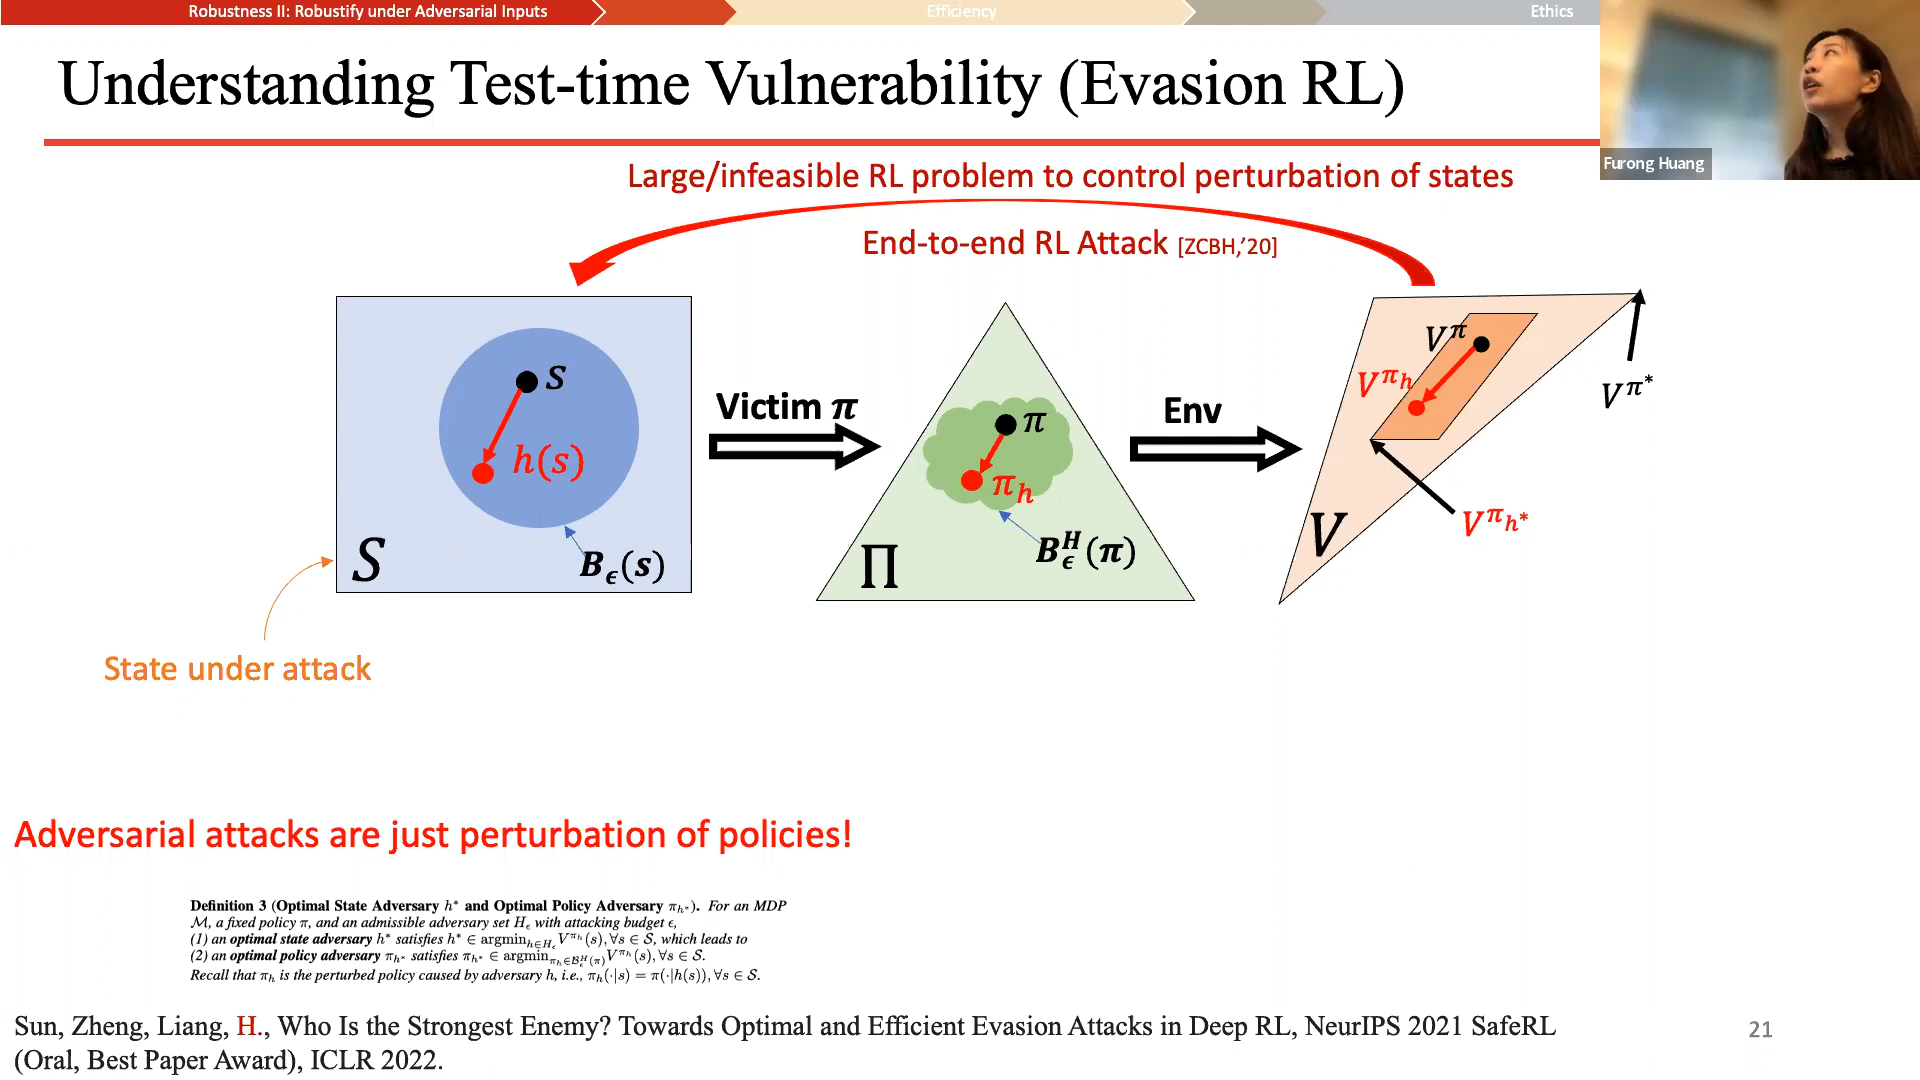 Robustness II: Robustify under Adversarial Inputs
Efficiency
Ethics
Understanding Test-time Vulnerability (Evasion RL)
Furong Huang
Large/infeasible RL problem to control perturbation of states
End-to-end RL Attack [ZCBH,'20]
s
h(s)
S
B_ϵ(s)
Victim π
π
π_h
Π
B_ϵ^H(π)
Env
V^π
V^{π_h}
V^{π*}
V^{π_{h*}}
V
State under attack
Adversarial attacks are just perturbation of policies!
Definition 3 (Optimal State Adversary h* and Optimal Policy Adversary π_{h*}). For an MDP
M, a fixed policy π, and an admissible adversary set H_ϵ with attacking budget ϵ,
(1) an optimal state adversary h* satisfies h* ∈ argmin_{h∈H_ϵ} V^{π_h}(s), ∀s ∈ S, which leads to
(2) an optimal policy adversary π_{h*} satisfies π_{h*} ∈ argmin_{π_h∈B_ϵ^H(π)} V^{π_h}(s), ∀s ∈ S.
Recall that π_h is the perturbed policy caused by adversary h, i.e., π_h(·|s) = π(·|h(s)), ∀s ∈ S.
Sun, Zheng, Liang, H., Who Is the Strongest Enemy? Towards Optimal and Efficient Evasion Attacks in Deep RL, NeurIPS 2021 SafeRL
(Oral, Best Paper Award), ICLR 2022.
21